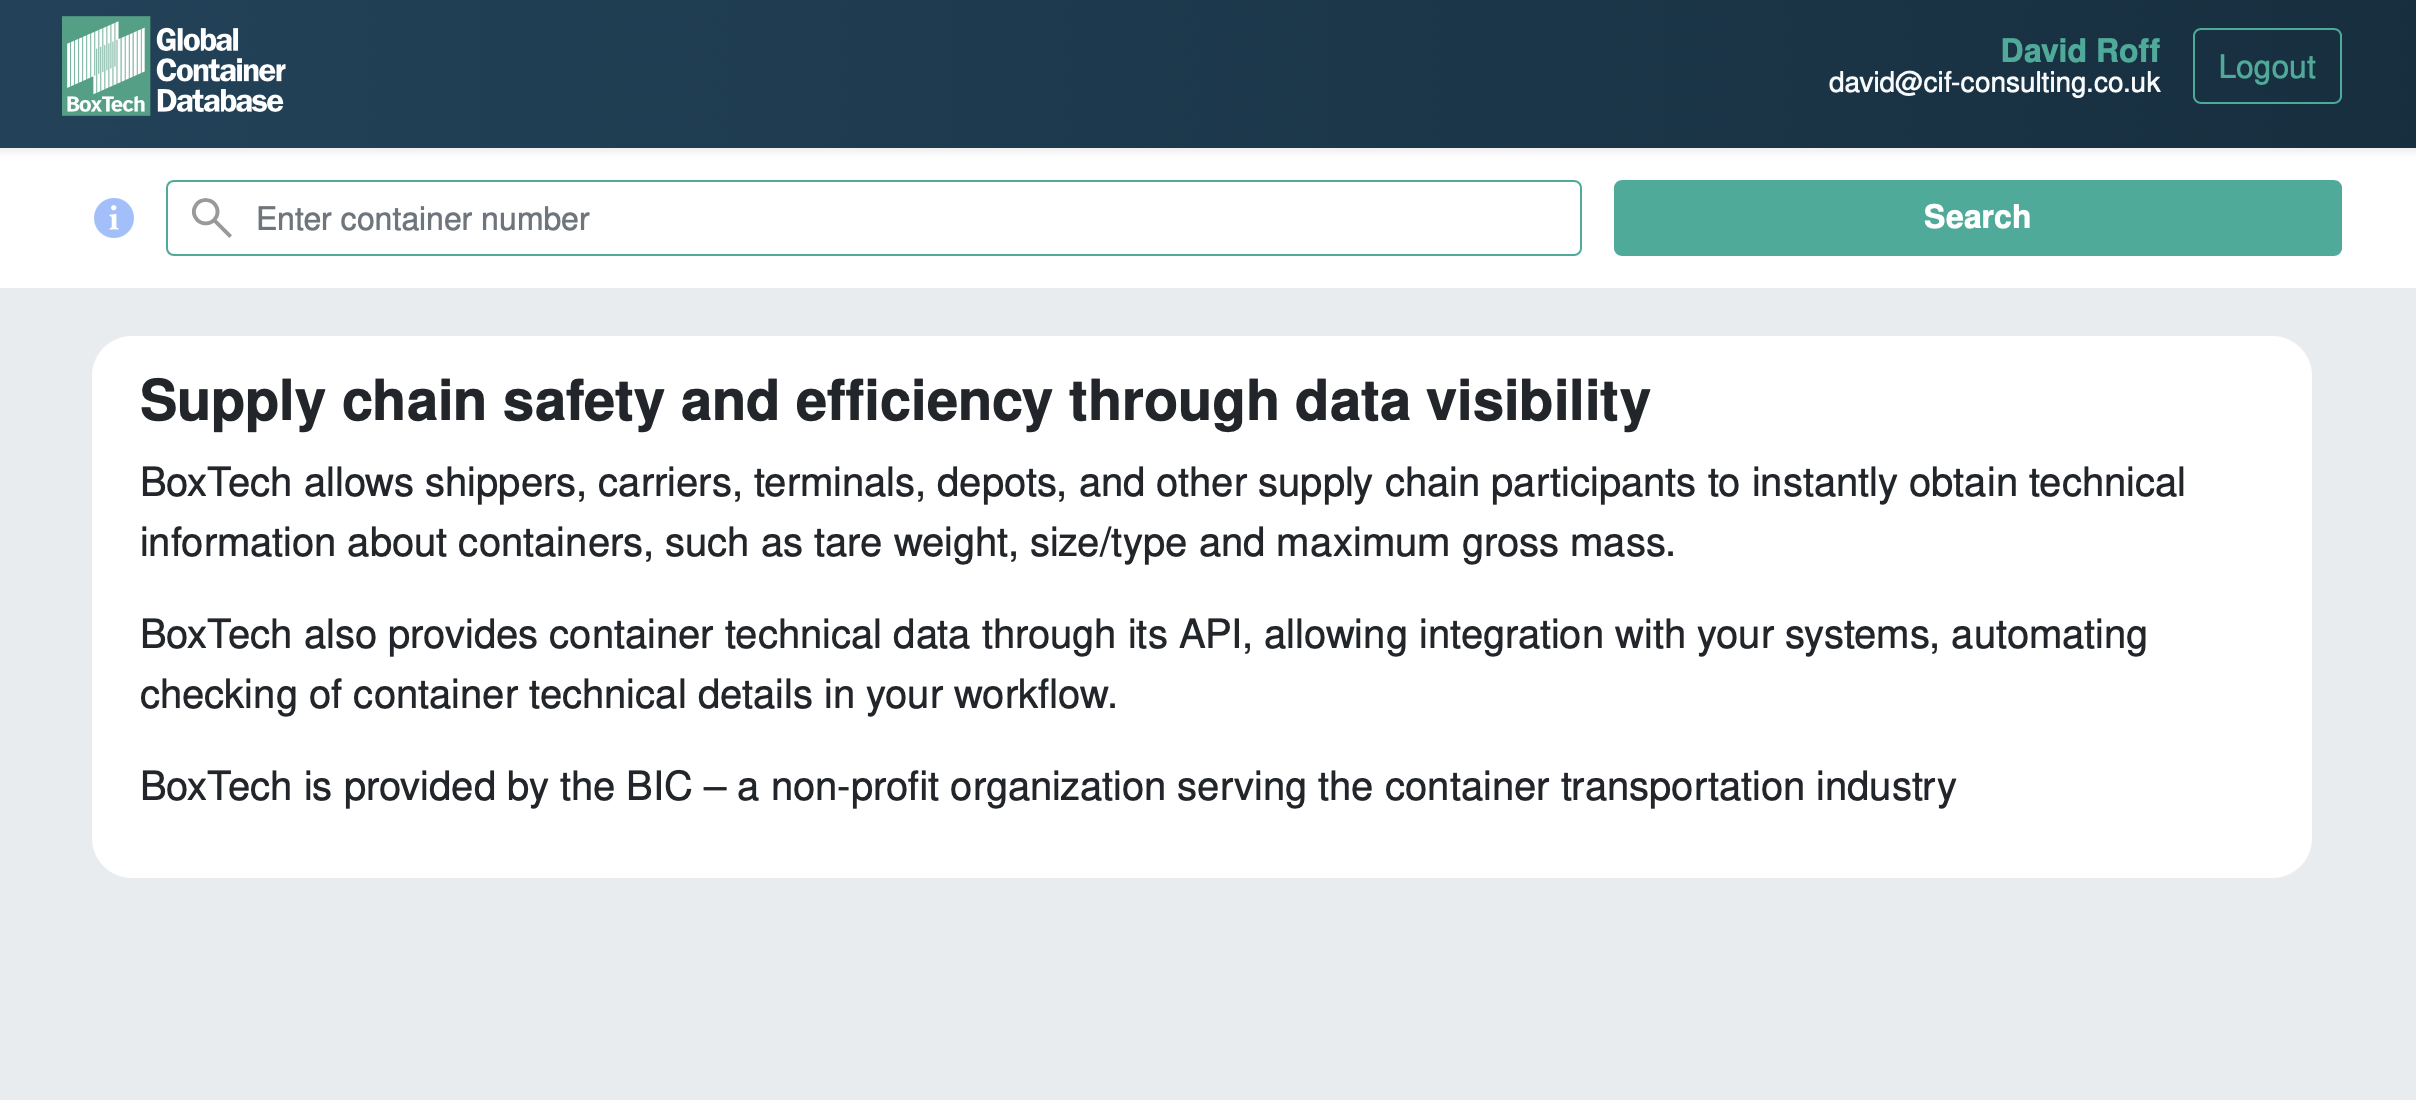 BoxTech
Global
Container
Database
David Roff
david@cif-consulting.co.uk
Logout
i
Enter container number
Search
Supply chain safety and efficiency through data visibility
BoxTech allows shippers, carriers, terminals, depots, and other supply chain participants to instantly obtain technical
information about containers, such as tare weight, size/type and maximum gross mass.
BoxTech also provides container technical data through its API, allowing integration with your systems, automating
checking of container technical details in your workflow.
BoxTech is provided by the BIC – a non-profit organization serving the container transportation industry